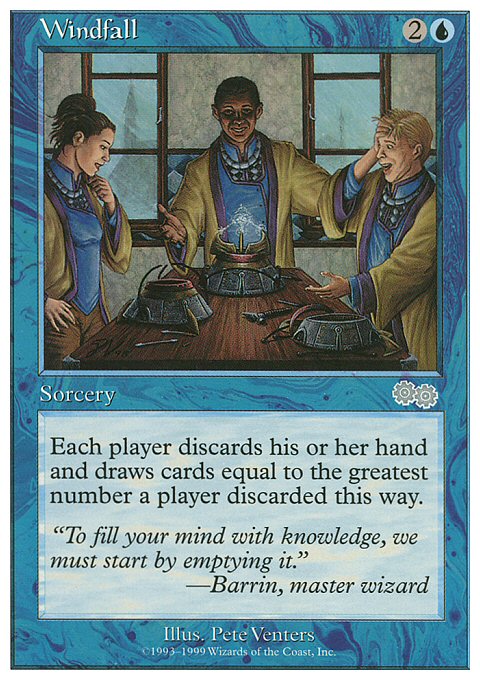 Windfall
2
Sorcery
Each player discards his or her hand
and draws cards equal to the greatest
number a player discarded this way.
“To fill your mind with knowledge, we
must start by emptying it.”
—Barrin, master wizard
Illus. Pete Venters
©1993–1999 Wizards of the Coast, Inc.